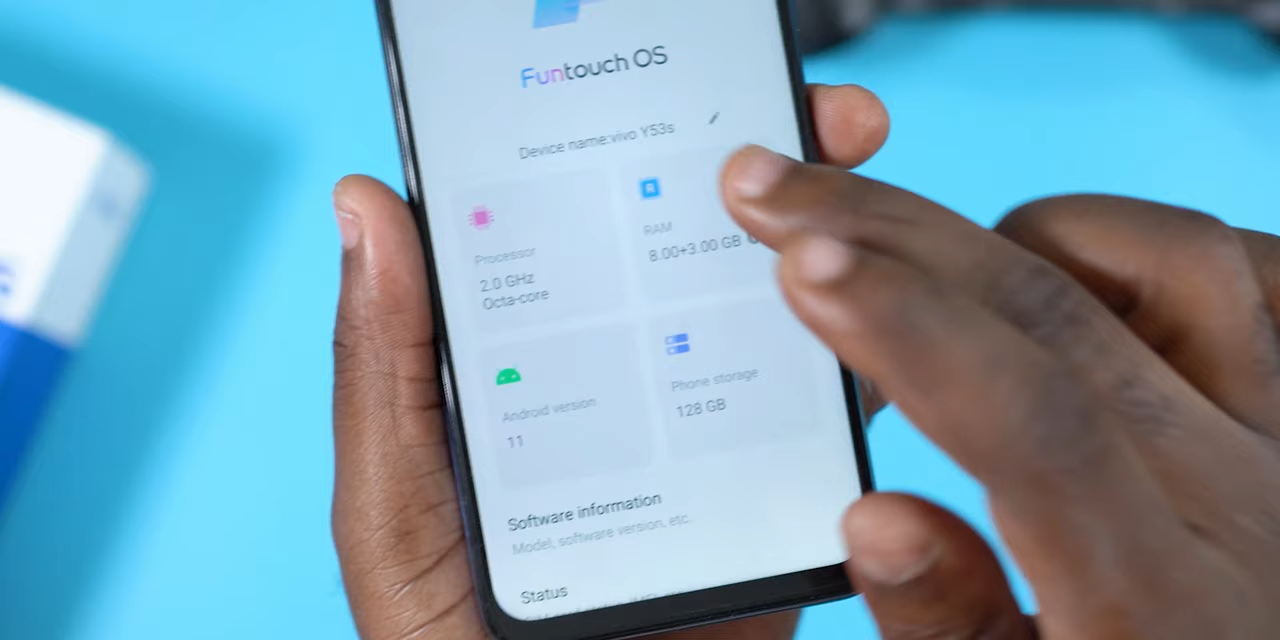 Funtouch OS
Device name:vivo Y53s
Processor
2.0 GHz
Octa-core
RAM
8.00+3.00 GB
Android version
11
Phone storage
128 GB
Software information
Model, software version, etc.
Status